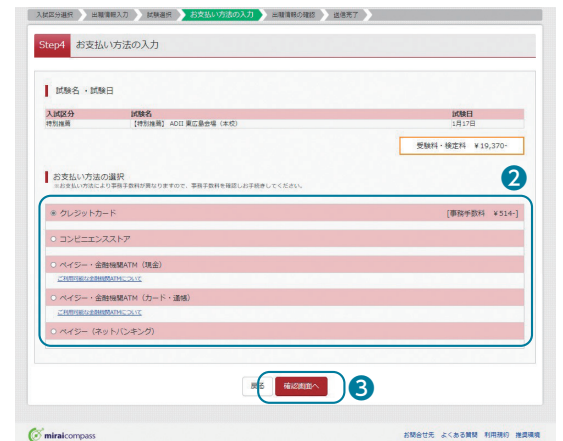 入試区分選択 出願情報入力 試験選択 お支払い方法の入力 出願情報の確認 送信完了
Step4 お支払い方法の入力
試験名・試験日
入試区分 試験名 試験日
特別推薦 【特別推薦】 ADII 東広島会場（本校） 1月17日
受験料・検定料 ￥19,370-
お支払い方法の選択
※お支払い方法により事務手数料が異なりますので、事務手数料を確認しお手続きしてください。
2
クレジットカード [事務手数料 ￥514-]
コンビニエンスストア
ペイジー・金融機関ATM（現金）
ご利用可能な金融機関ATMについて
ペイジー・金融機関ATM（カード・通帳）
ご利用可能な金融機関ATMについて
ペイジー（ネットバンキング）
戻る 確認画面へ 3
miraicompass お問合せ先 よくある質問 利用規約 推奨環境